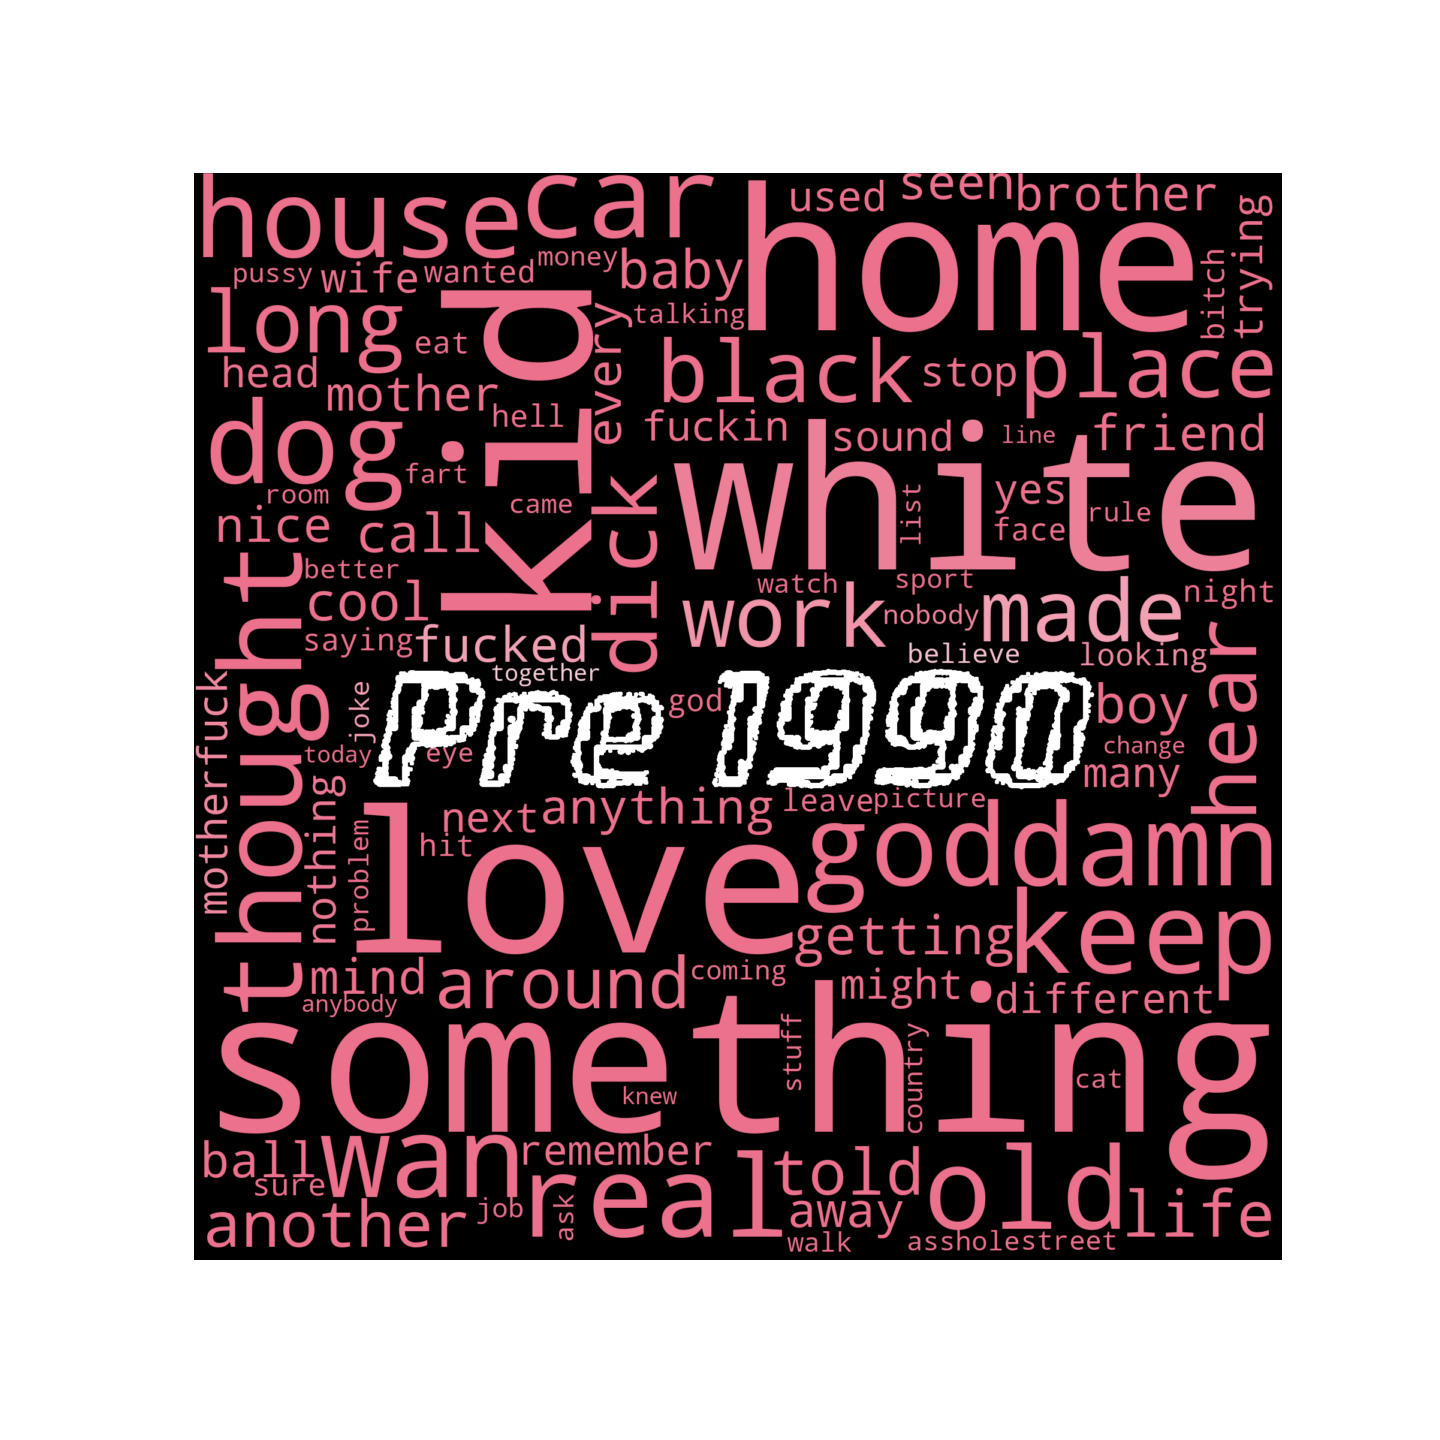 house car home used seen brother trying
pussy wife wanted money baby bitch
long eat kid every talking black stop place
head mother hell fuckin sound line friend
dog fart room came dick white list yes face rule
nice call better watch sport night
thought cool work nobody made
saying fucked believe looking hear
motherfuck joke together god boy
Pre 1990
today eye change many
nothing problem next anything leave picture
hit love goddamn
getting keep
mind around coming might different
anybody something stuff country cat
knew
ball wan remember told old life
sure real away
another job ask walk asshole street